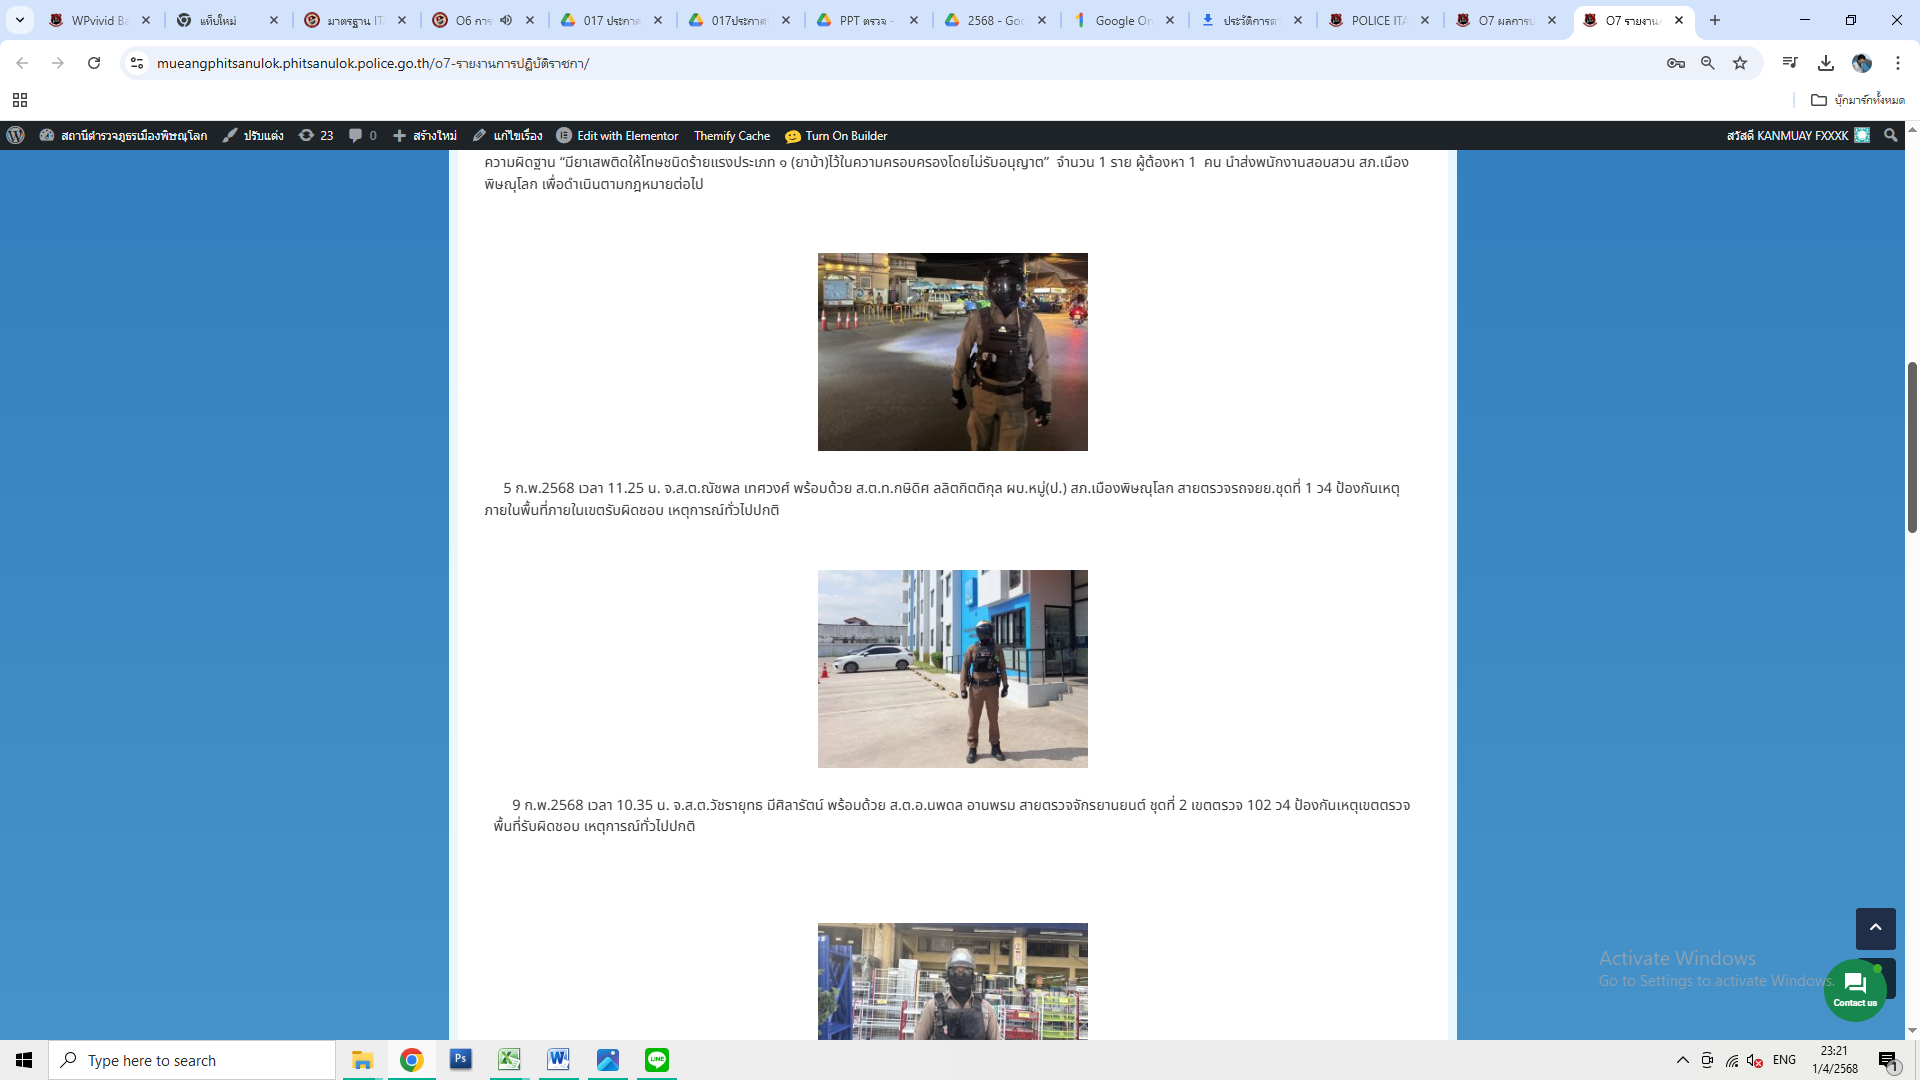 WPvivid Ba
แท็บใหม่
มาตรฐาน ITA
O6 การ
017 ประกาศ
017ประกาศ
PPT ตรวจ -
2568 - Goo
Google On
ประวัติการดา
POLICE ITA
O7 ผลการป
O7 รายงาน
mueangphitsanulok.phitsanulok.police.go.th/o7-รายงานการปฏิบัติราชกา/
บุ๊กมาร์กทั้งหมด
สถานีตำรวจภูธรเมืองพิษณุโลก ปรับแต่ง 23 0 สร้างใหม่ แก้ไขเรื่อง Edit with Elementor Themify Cache Turn On Builder สวัสดี KANMUAY FXXXK
ความผิดฐาน “มียาเสพติดให้โทษชนิดร้ายแรงประเภท ๑ (ยาบ้า)ไว้ในความครอบครองโดยไม่รับอนุญาต” จำนวน 1 ราย ผู้ต้องหา 1 คน นำส่งพนักงานสอบสวน สภ.เมือง
พิษณุโลก เพื่อดำเนินตามกฎหมายต่อไป
5 ก.พ.2568 เวลา 11.25 น. จ.ส.ต.ณัชพล เทศวงศ์ พร้อมด้วย ส.ต.ท.กษิดิศ ลลิตกิตติกุล ผบ.หมู่(ป.) สภ.เมืองพิษณุโลก สายตรวจรถจยย.ชุดที่ 1 ว4 ป้องกันเหตุ
ภายในพื้นที่ภายในเขตรับผิดชอบ เหตุการณ์ทั่วไปปกติ
9 ก.พ.2568 เวลา 10.35 น. จ.ส.ต.วัชรายุทธ มีศิลารัตน์ พร้อมด้วย ส.ต.อ.นพดล อานพรม สายตรวจจักรยานยนต์ ชุดที่ 2 เขตตรวจ 102 ว4 ป้องกันเหตุเขตตรวจ
พื้นที่รับผิดชอบ เหตุการณ์ทั่วไปปกติ
Activate Windows
Go to Settings to activate Windows.
Contact us
Type here to search
Ps
LINE
ENG
23:21
1/4/2568
1